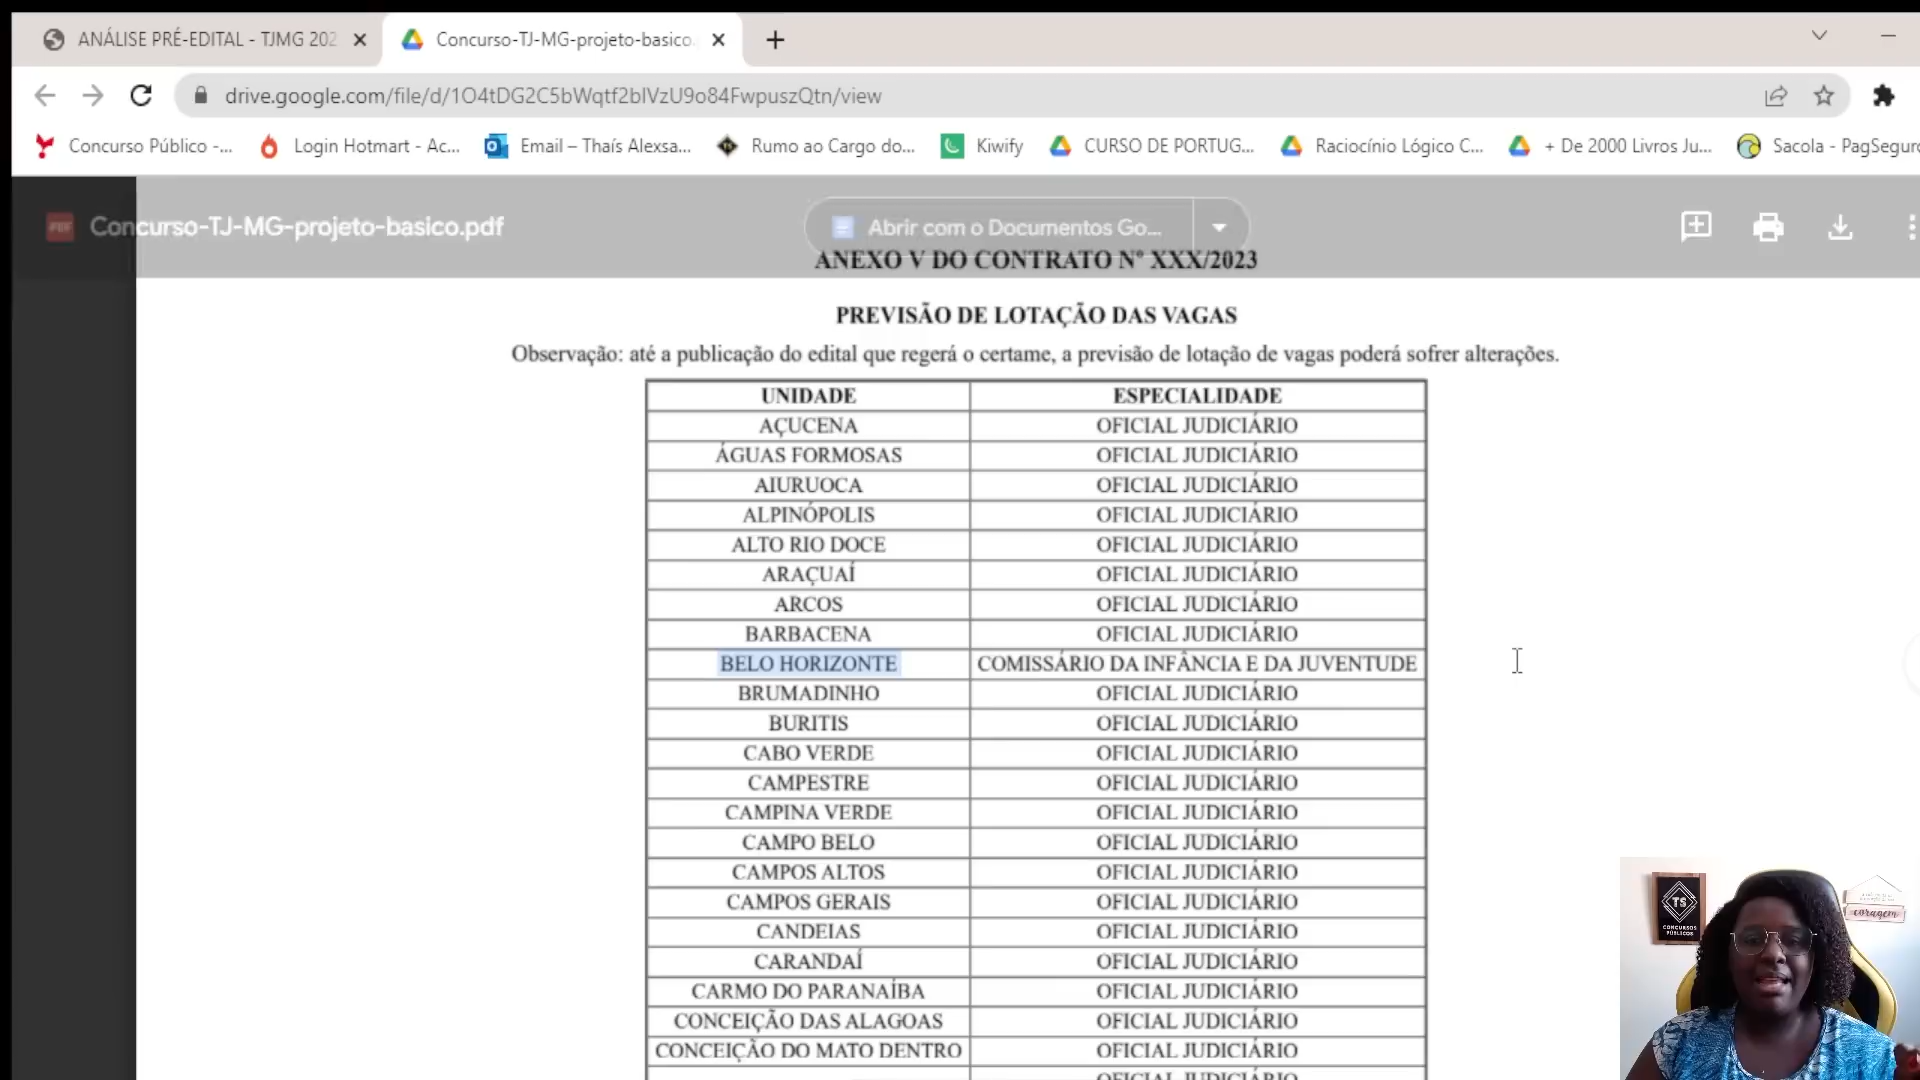 ANÁLISE PRÉ-EDITAL - TJMG 202
Concurso-TJ-MG-projeto-basico.
drive.google.com/file/d/1O4tDG2C5bWqtf2bIVzU9o84FwpuszQtn/view
Concurso Público -...
Login Hotmart - Ac...
Email – Thaís Alexsa...
Rumo ao Cargo do...
Kiwify
CURSO DE PORTUG...
Raciocínio Lógico C...
+ De 2000 Livros Ju...
Sacola - PagSeguro
PDF
Concurso-TJ-MG-projeto-basico.pdf
Abrir com o Documentos Go...
ANEXO V DO CONTRATO Nº XXX/2023
PREVISÃO DE LOTAÇÃO DAS VAGAS
Observação: até a publicação do edital que regerá o certame, a previsão de lotação de vagas poderá sofrer alterações.
UNIDADE ESPECIALIDADE
AÇUCENA OFICIAL JUDICIÁRIO
ÁGUAS FORMOSAS OFICIAL JUDICIÁRIO
AIURUOCA OFICIAL JUDICIÁRIO
ALPINÓPOLIS OFICIAL JUDICIÁRIO
ALTO RIO DOCE OFICIAL JUDICIÁRIO
ARAÇUAÍ OFICIAL JUDICIÁRIO
ARCOS OFICIAL JUDICIÁRIO
BARBACENA OFICIAL JUDICIÁRIO
BELO HORIZONTE COMISSÁRIO DA INFÂNCIA E DA JUVENTUDE
BRUMADINHO OFICIAL JUDICIÁRIO
BURITIS OFICIAL JUDICIÁRIO
CABO VERDE OFICIAL JUDICIÁRIO
CAMPESTRE OFICIAL JUDICIÁRIO
CAMPINA VERDE OFICIAL JUDICIÁRIO
CAMPO BELO OFICIAL JUDICIÁRIO
CAMPOS ALTOS OFICIAL JUDICIÁRIO
CAMPOS GERAIS OFICIAL JUDICIÁRIO
CANDEIAS OFICIAL JUDICIÁRIO
CARANDAÍ OFICIAL JUDICIÁRIO
CARMO DO PARANAÍBA OFICIAL JUDICIÁRIO
CONCEIÇÃO DAS ALAGOAS OFICIAL JUDICIÁRIO
CONCEIÇÃO DO MATO DENTRO OFICIAL JUDICIÁRIO
OFICIAL JUDICIÁRIO
TS
CONCURSOS
PÚBLICOS
coragem